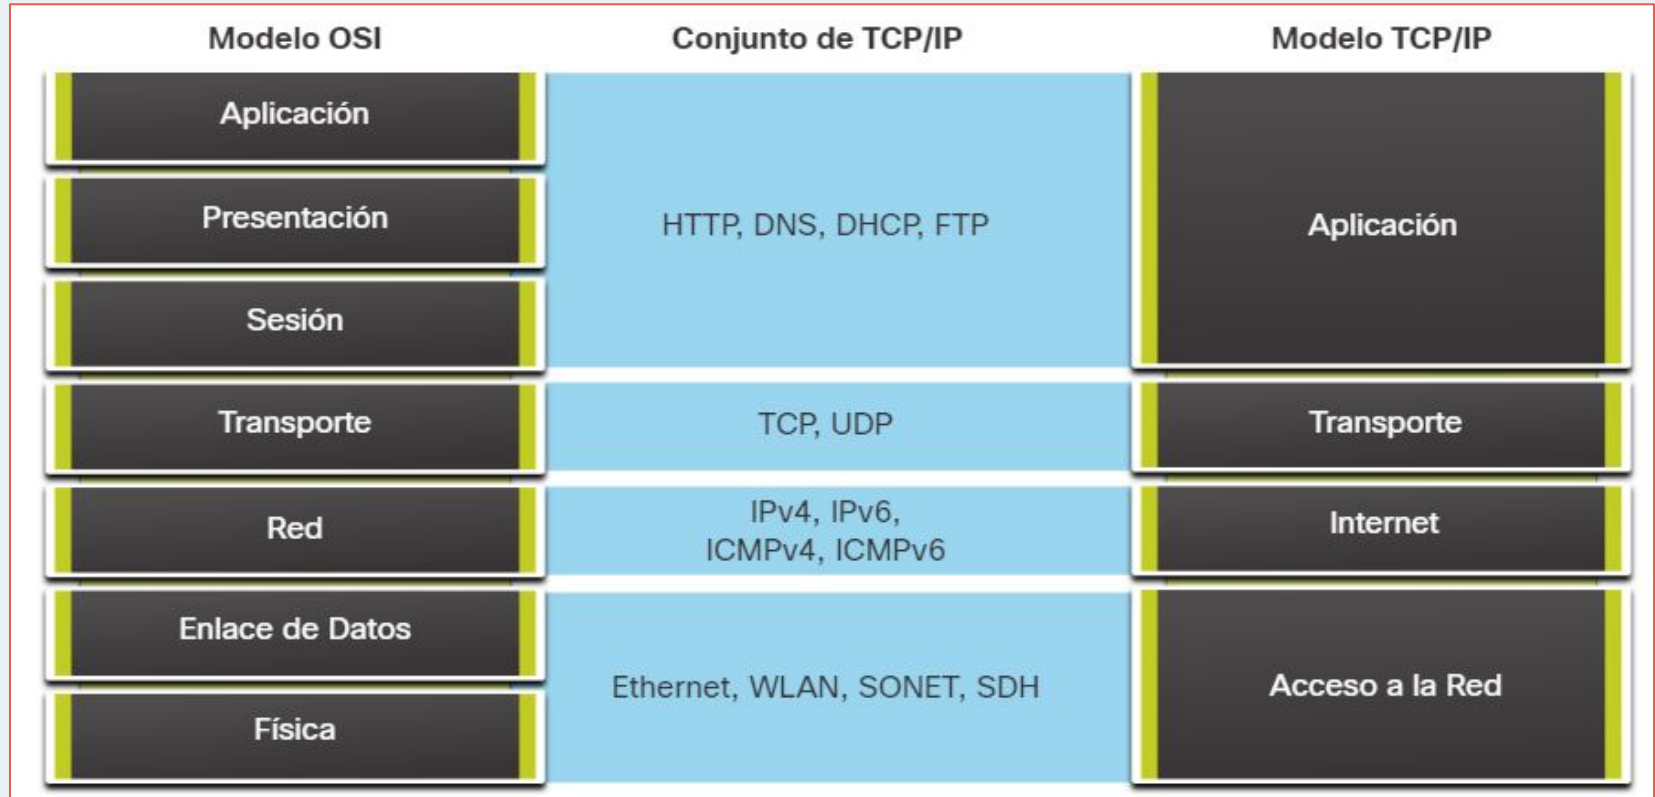 Modelo OSI
Conjunto de TCP/IP
Modelo TCP/IP
Aplicación
Presentación
Sesión
Transporte
Red
Enlace de Datos
Física
HTTP, DNS, DHCP, FTP
TCP, UDP
IPv4, IPv6,
ICMPv4, ICMPv6
Ethernet, WLAN, SONET, SDH
Aplicación
Transporte
Internet
Acceso a la Red